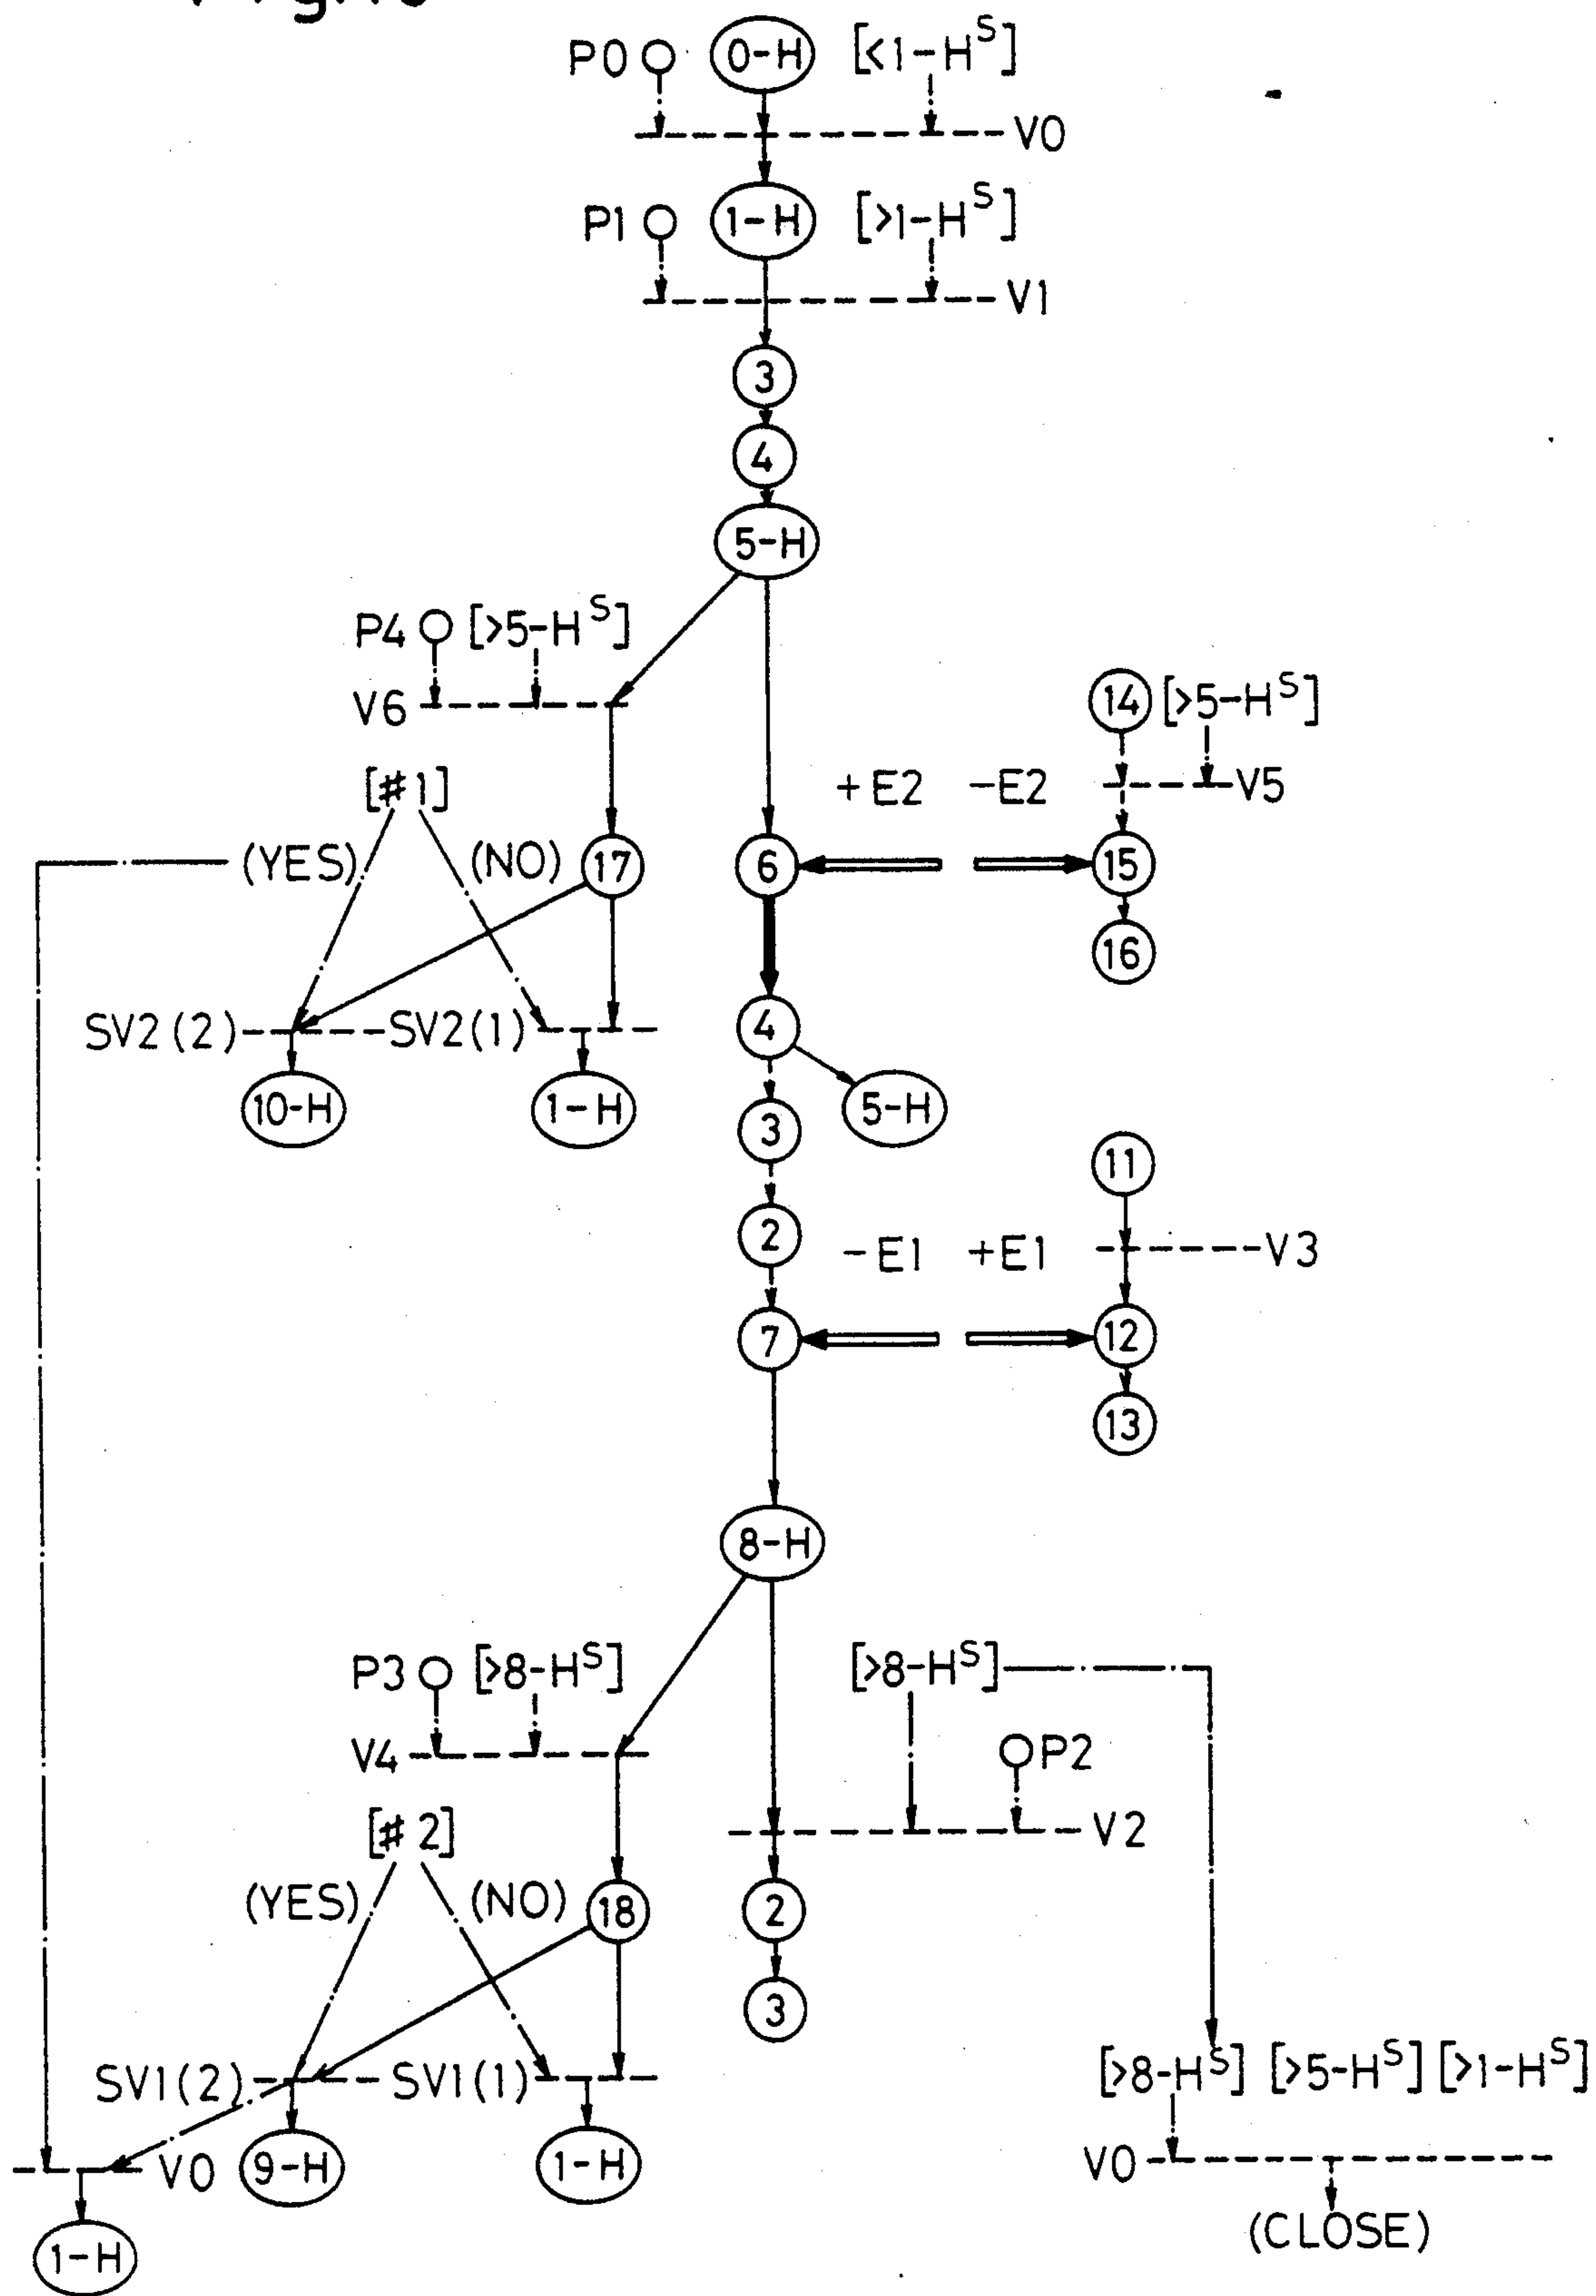 P0 0-H [<1-H^S]
V0
P1 1-H [>1-H^S]
V1
3
4
5-H
P4 [>5-H^S]
V6
14 [>5-H^S]
V5
[#1]
+E2 -E2
(YES) (NO) 17 6 15
16
SV2(2) SV2(1) 4
10-H 1-H 5-H
3
11
2 -E1 +E1 V3
7 12
13
8-H
P3 [>8-H^S] [>8-H^S]
V4 P2
[#2] V2
(YES) (NO) 18 2
3
SV1(2) SV1(1) [>8-H^S] [>5-H^S] [>1-H^S]
V0 9-H 1-H V0
1-H (CLOSE)